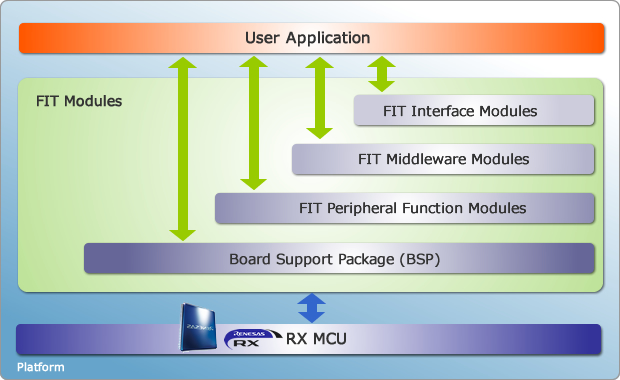 User Application
FIT Modules
FIT Interface Modules
FIT Middleware Modules
FIT Peripheral Function Modules
Board Support Package (BSP)
RENESAS
RX
RX MCU
Platform